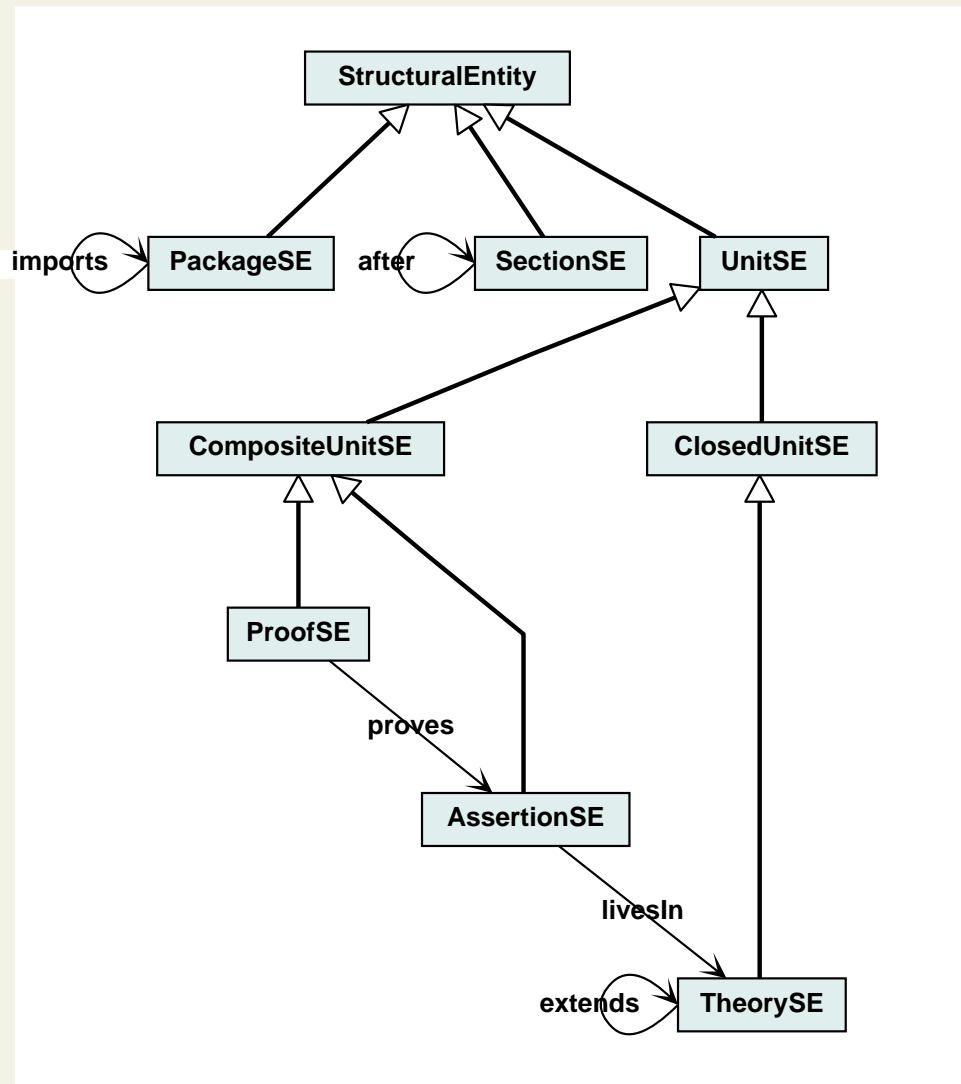 StructuralEntity
imports
PackageSE
after
SectionSE
UnitSE
CompositeUnitSE
ClosedUnitSE
ProofSE
proves
AssertionSE
livesIn
extends
TheorySE